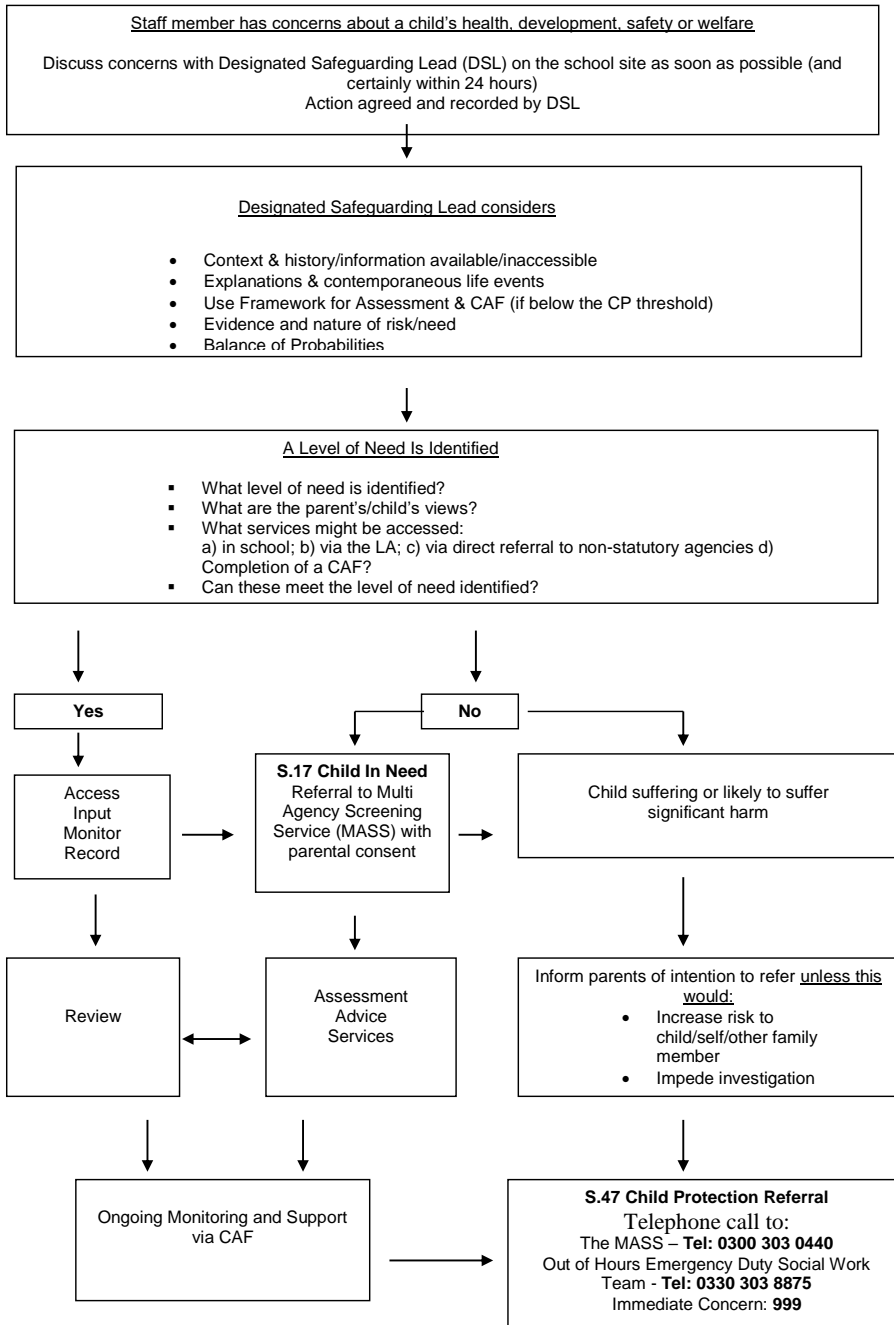 Staff member has concerns about a child's health, development, safety or welfare
Discuss concerns with Designated Safeguarding Lead (DSL) on the school site as soon as possible (and
certainly within 24 hours)
Action agreed and recorded by DSL
Designated Safeguarding Lead considers
• Context & history/information available/inaccessible
• Explanations & contemporaneous life events
• Use Framework for Assessment & CAF (if below the CP threshold)
• Evidence and nature of risk/need
• Balance of Probabilities
A Level of Need Is Identified
▪ What level of need is identified?
▪ What are the parent's/child's views?
▪ What services might be accessed:
a) in school; b) via the LA; c) via direct referral to non-statutory agencies d)
Completion of a CAF?
▪ Can these meet the level of need identified?
Yes
No
Access
Input
Monitor
Record
S.17 Child In Need
Referral to Multi
Agency Screening
Service (MASS) with
parental consent
Child suffering or likely to suffer
significant harm
Review
Assessment
Advice
Services
Inform parents of intention to refer unless this
would:
• Increase risk to
child/self/other family
member
• Impede investigation
Ongoing Monitoring and Support
via CAF
S.47 Child Protection Referral
Telephone call to:
The MASS – Tel: 0300 303 0440
Out of Hours Emergency Duty Social Work
Team - Tel: 0330 303 8875
Immediate Concern: 999